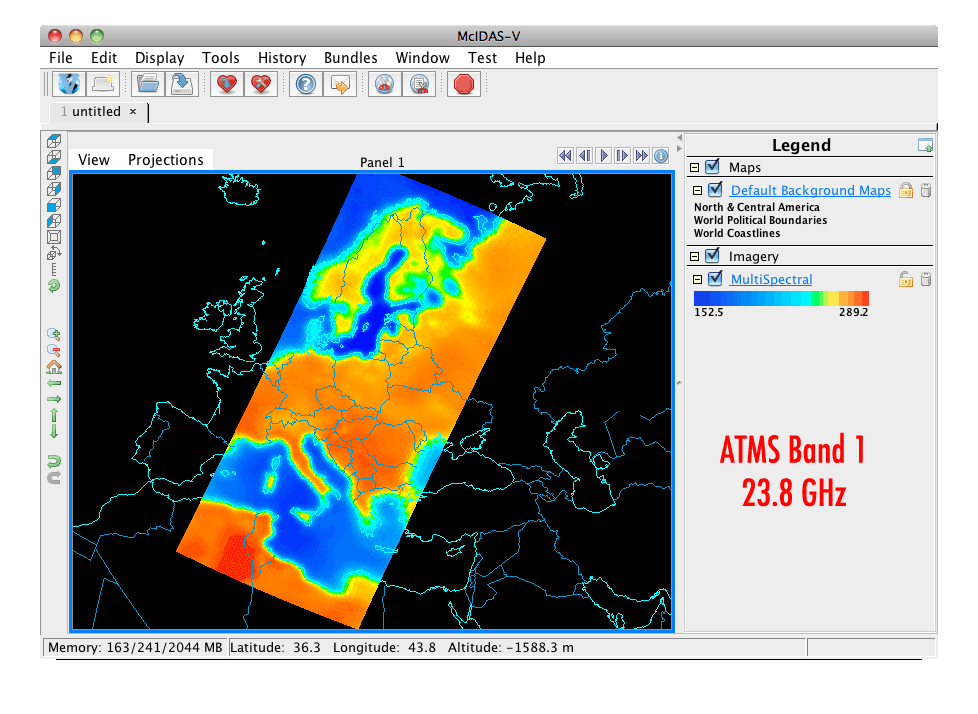 McIDAS-V
File Edit Display Tools History Bundles Window Test Help
1 untitled ×
View Projections
Panel 1
Legend
Maps
Default Background Maps
North & Central America
World Political Boundaries
World Coastlines
Imagery
MultiSpectral
152.5 289.2
ATMS Band 1
23.8 GHz
Memory: 163/241/2044 MB Latitude: 36.3 Longitude: 43.8 Altitude: -1588.3 m